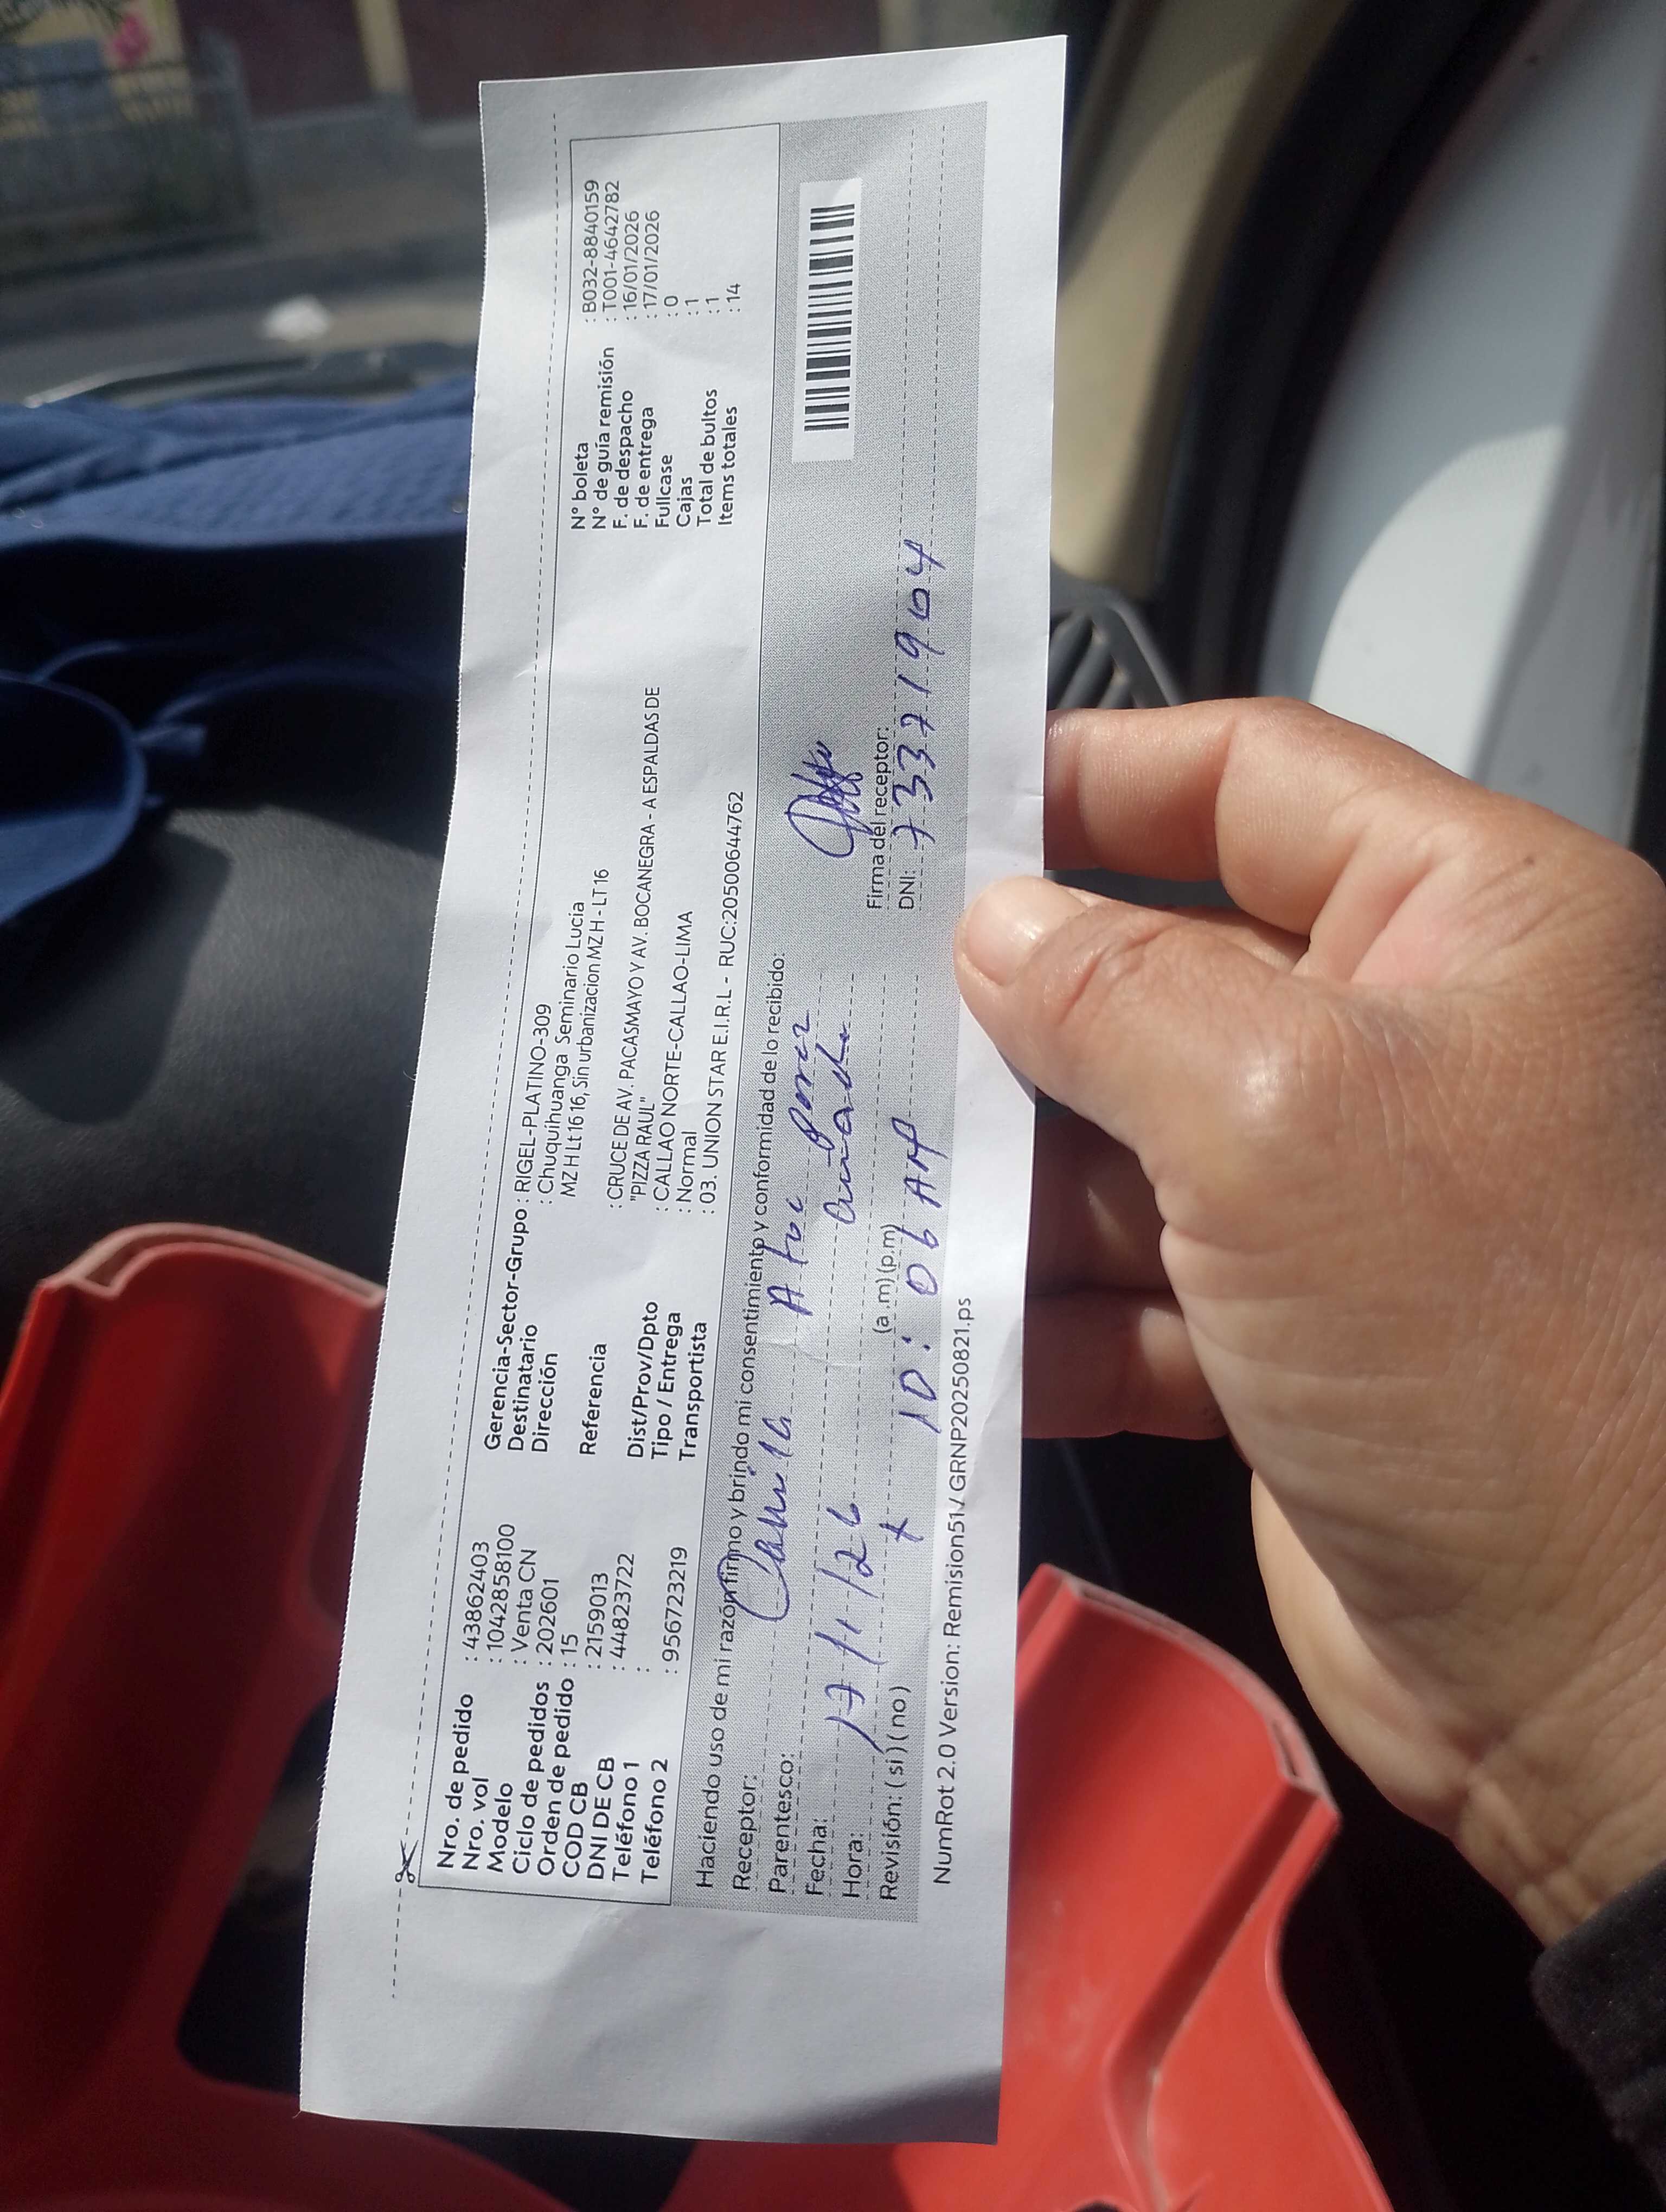 Nro. de pedido : 43862403
Nro. vol : 1042858100
Modelo : Venta CN
Ciclo de pedidos : 202601
Orden de pedido : 15
COD CB : 2159013
DNI DE CB : 44823722
Teléfono 1 :
Teléfono 2 : 956723219
Gerencia-Sector-Grupo : RIGEL-PLATINO-309
Destinatario : Chuquihuanga Seminario Lucia
Dirección MZ H Lt 16 16, Sin urbanizacion MZ H - LT 16
Referencia : CRUCE DE AV. PACASMAYO Y AV. BOCANEGRA - A ESPALDAS DE
"PIZZA RAUL"
Dist/Prov/Dpto : CALLAO NORTE-CALLAO-LIMA
Tipo / Entrega : Normal
Transportista : 03. UNION STAR E.I.R.L - RUC:20500644762
N° boleta : B032-8840159
N° de guía remisión : T001-4642782
F. de despacho : 16/01/2026
F. de entrega : 17/01/2026
Fullcase : 0
Cajas : 1
Total de bultos : 1
Items totales : 14
Haciendo uso de mi razón firmo y brindo mi consentimiento y conformidad de lo recibido:
Receptor: Camila
Parentesco:
Fecha: 17/1/26
Hora: (a.m) (p.m) 10:06 AM
Revisión: ( si ) ( no )
Firma del receptor:
DNI: 73371964
NumRot 2.0 Version: Remision51 / GRNP20250821.ps